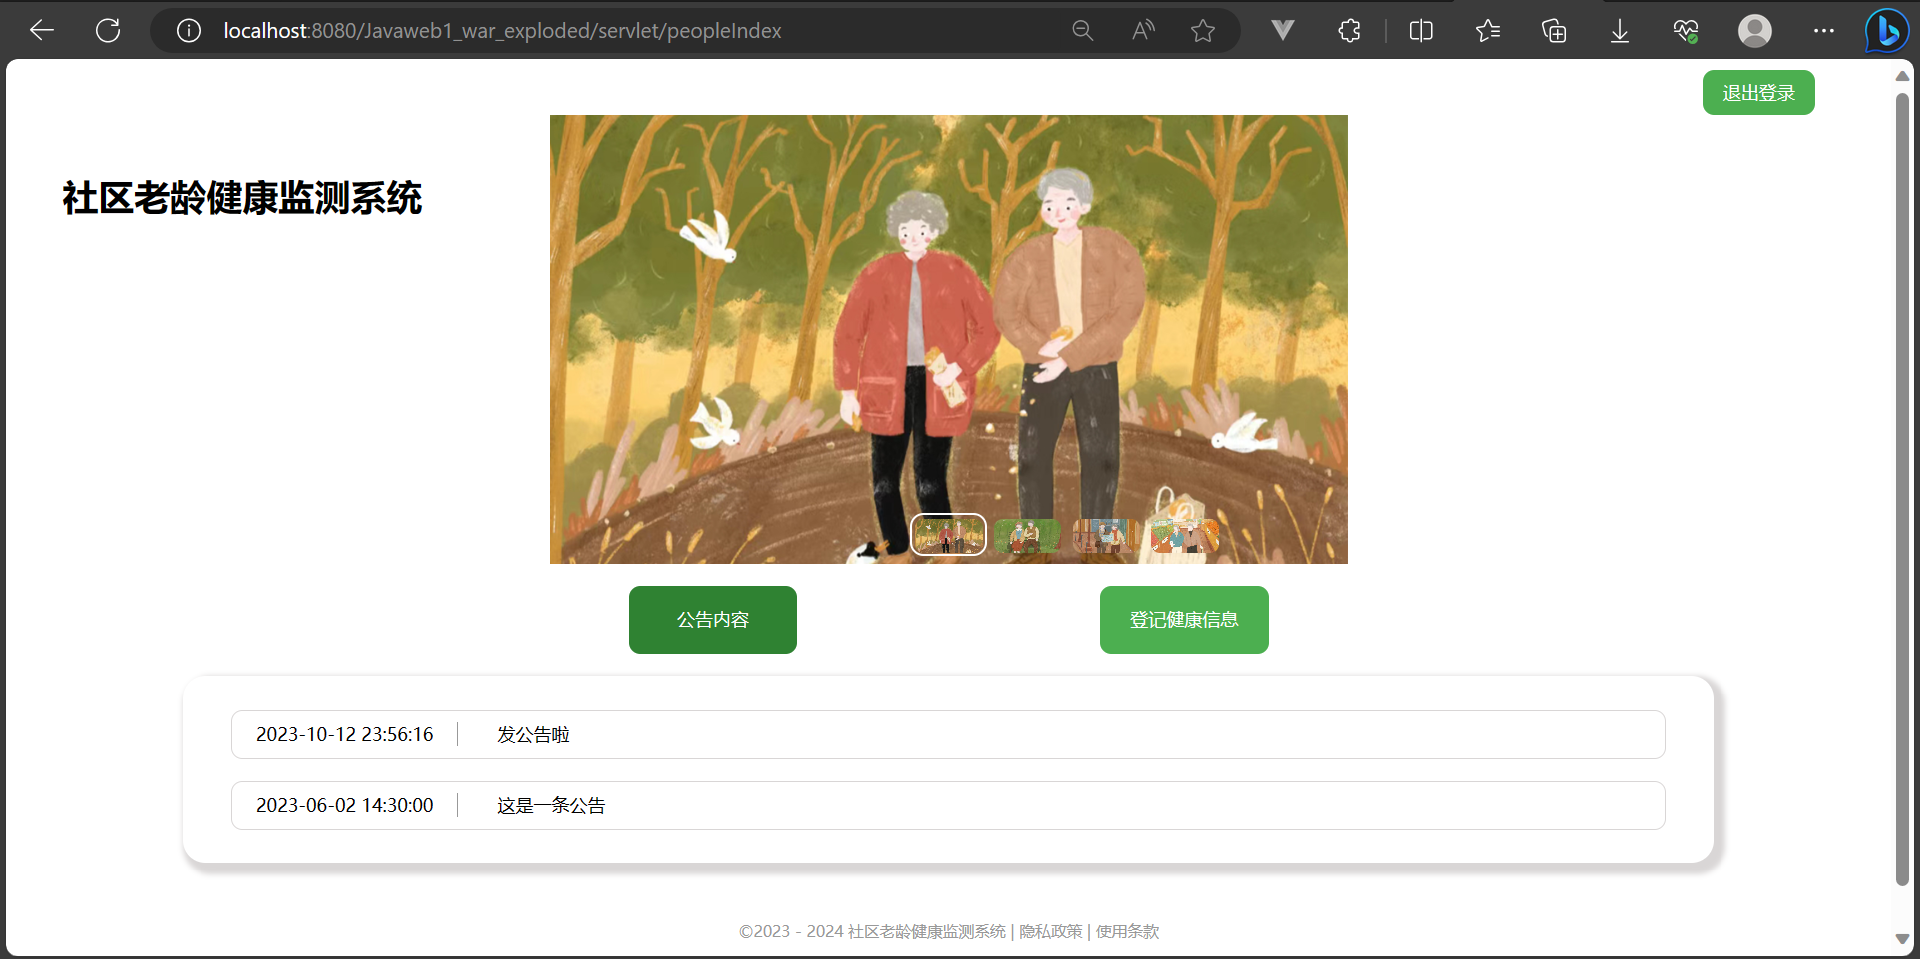 localhost:8080/Javaweb1_war_exploded/servlet/peopleIndex
退出登录
社区老龄健康监测系统
公告内容
登记健康信息
2023-10-12 23:56:16 发公告啦
2023-06-02 14:30:00 这是一条公告
©2023 - 2024 社区老龄健康监测系统 | 隐私政策 | 使用条款